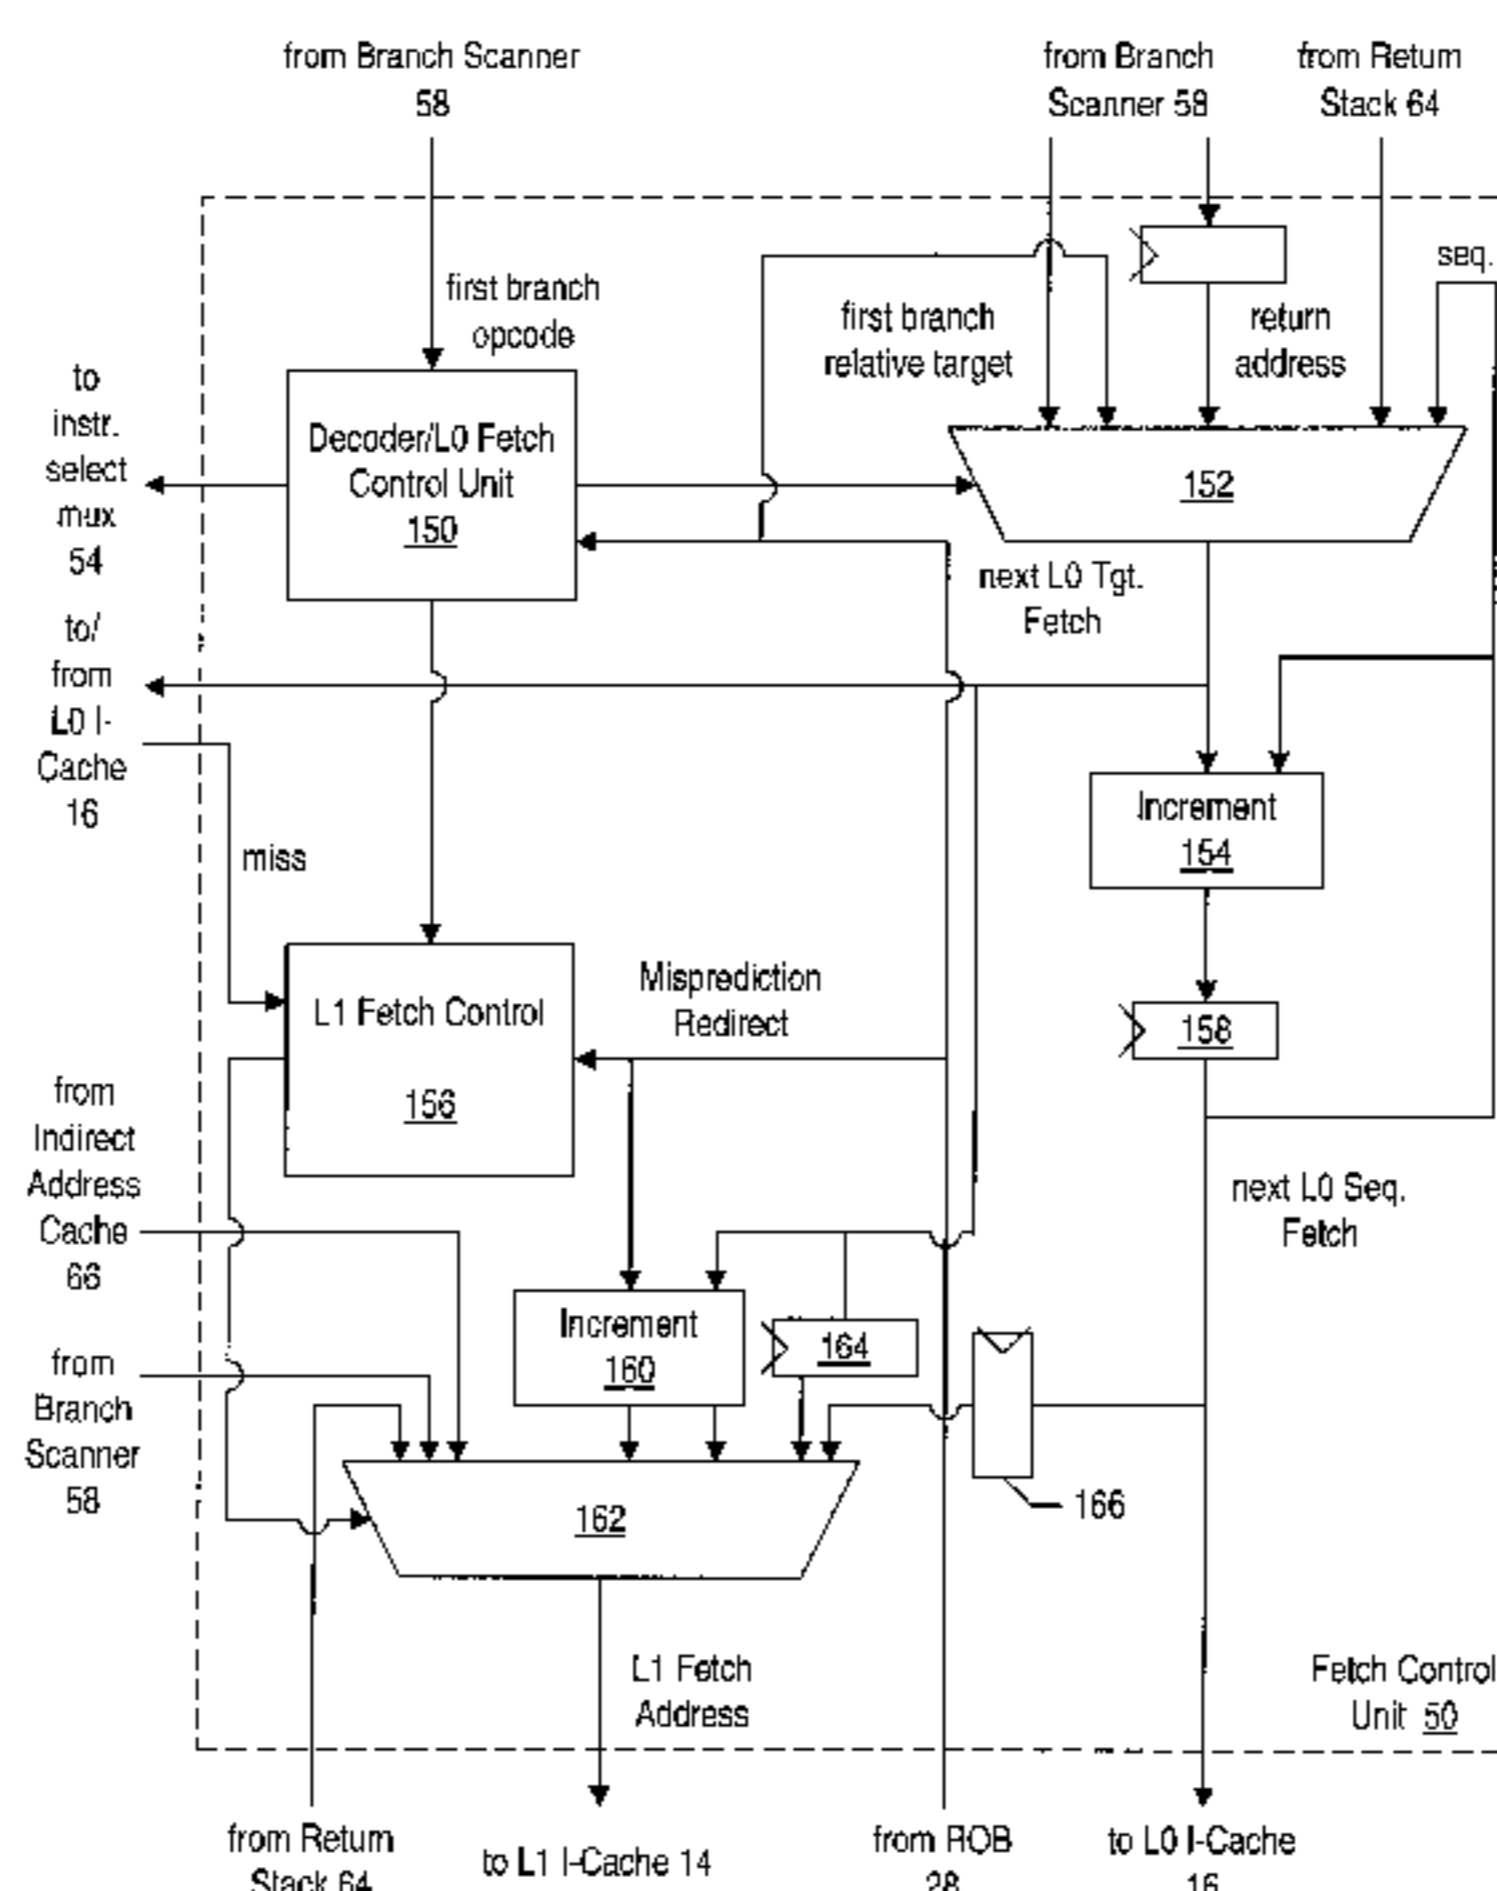 from Branch Scanner
58
from Branch
Scanner 58
from Return
Stack 64
seq.
first branch
opcode
first branch
relative target
return
address
to
instr.
select
mux
54
Decoder/L0 Fetch
Control Unit
150
152
next L0 Tgt.
Fetch
to/
from
L0 I-
Cache
16
miss
Increment
154
L1 Fetch Control
156
Misprediction
Redirect
158
from
Indirect
Address
Cache
66
next L0 Seq.
Fetch
Increment
160
164
from
Branch
Scanner
58
166
162
L1 Fetch
Address
Fetch Control
Unit 50
from Return
Stack 64
to L1 I-Cache 14
from ROB
28
to L0 I-Cache
16